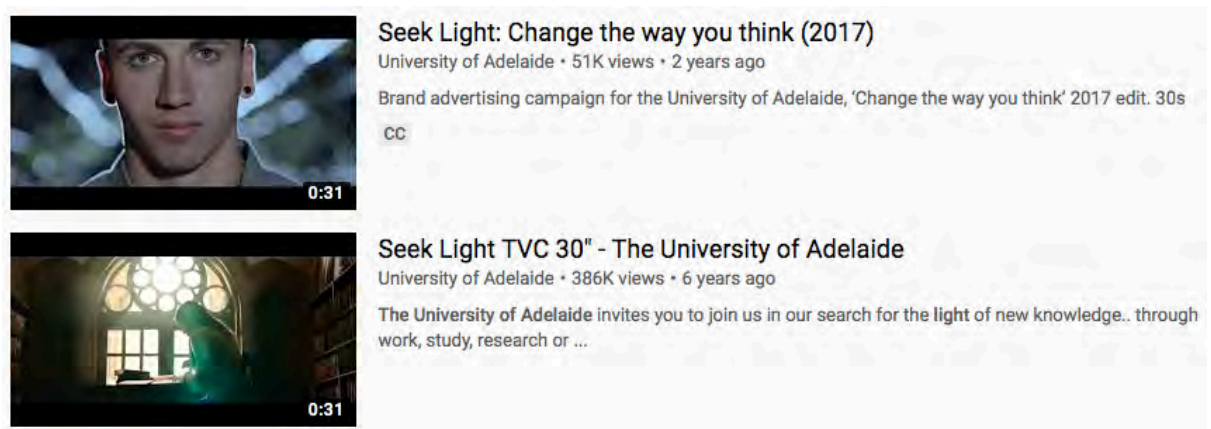 Seek Light: Change the way you think (2017)
University of Adelaide • 51K views • 2 years ago
Brand advertising campaign for the University of Adelaide, ‘Change the way you think’ 2017 edit. 30s
CC
0:31
Seek Light TVC 30" - The University of Adelaide
University of Adelaide • 386K views • 6 years ago
The University of Adelaide invites you to join us in our search for the light of new knowledge.. through
work, study, research or ...
0:31